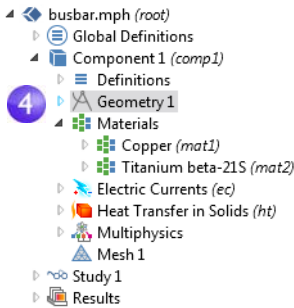 busbar.mph (root)
Global Definitions
Component 1 (comp1)
Definitions
4 Geometry 1
Materials
Copper (mat1)
Titanium beta-21S (mat2)
Electric Currents (ec)
Heat Transfer in Solids (ht)
Multiphysics
Mesh 1
Study 1
Results